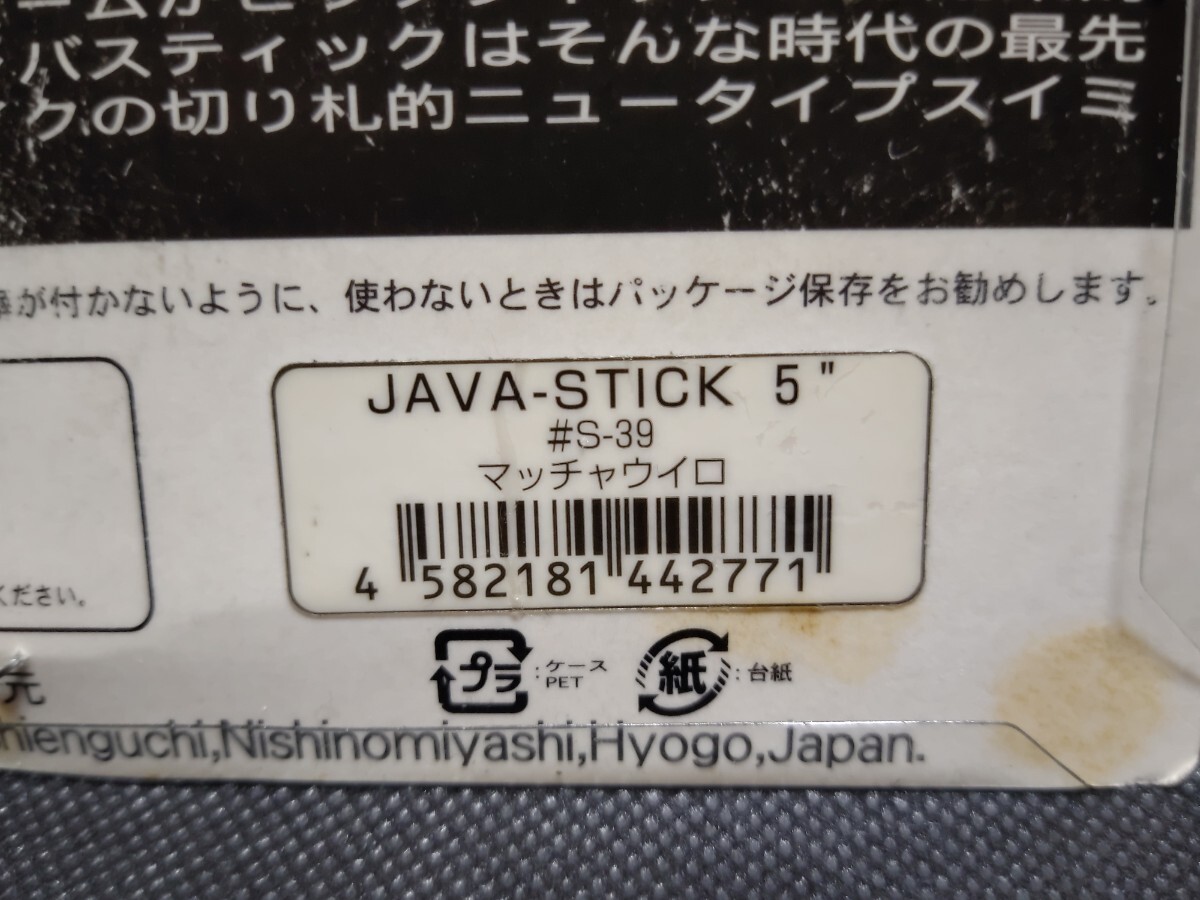 バスティックはそんな時代の最先
クの切り札的ニュータイプスイミ
が付かないように、使わないときはパッケージ保存をお勧めします。
JAVA-STICK 5"
#S-39
マッチャウイロ
4 582181 442771
ください。
プラ :ケース PET
紙 :台紙
先
hienguchi,Nishinomiyashi,Hyogo,Japan.